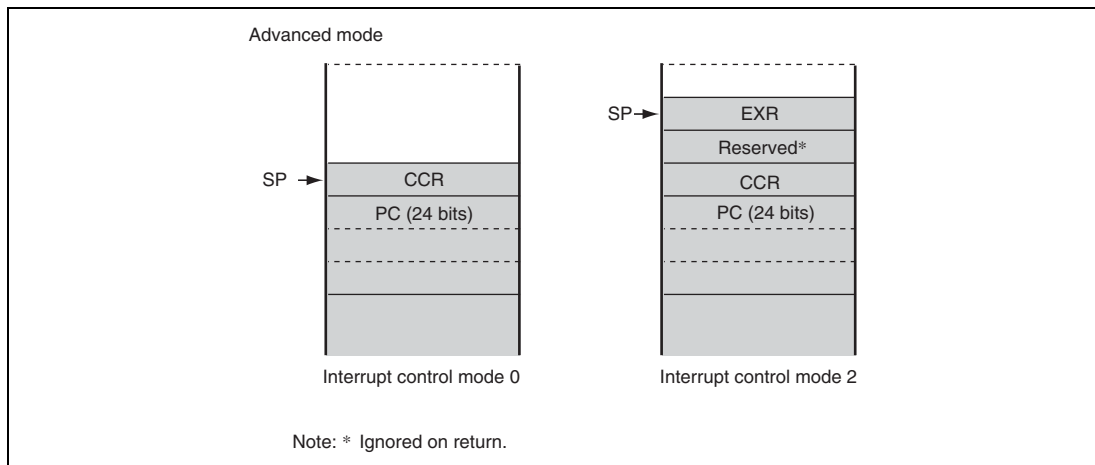 Advanced mode
SP
EXR
Reserved*
SP
CCR
CCR
PC (24 bits)
PC (24 bits)
Interrupt control mode 0
Interrupt control mode 2
Note: * Ignored on return.